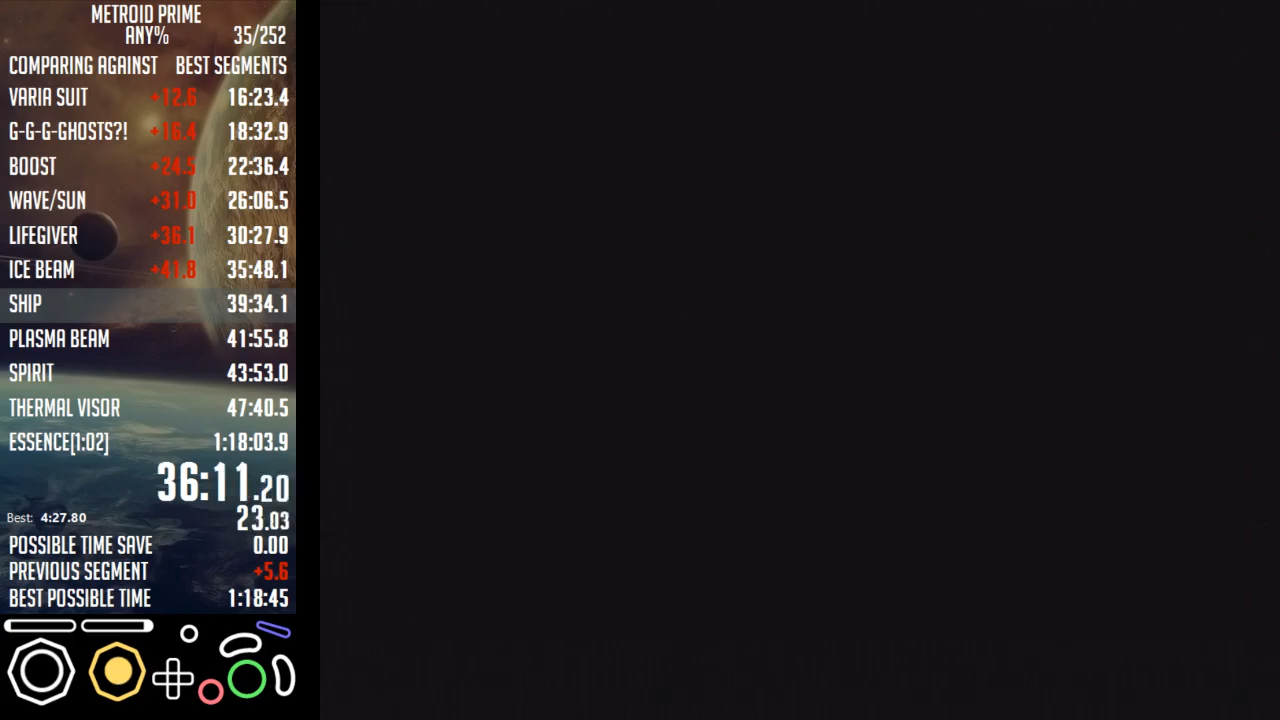 METROID PRIME
ANY% 35/252
COMPARING AGAINST BEST SEGMENTS
VARIA SUIT +12.6 16:23.4
G-G-G-GHOSTS?! +16.4 18:32.9
BOOST +24.5 22:36.4
WAVE/SUN +31.0 26:06.5
LIFEGIVER +36.1 30:27.9
ICE BEAM +41.8 35:48.1
SHIP 39:34.1
PLASMA BEAM 41:55.8
SPIRIT 43:53.0
THERMAL VISOR 47:40.5
ESSENCE[1:02] 1:18:03.9
36:11.20
Best: 4:27.80 23.03
POSSIBLE TIME SAVE 0.00
PREVIOUS SEGMENT +5.6
BEST POSSIBLE TIME 1:18:45